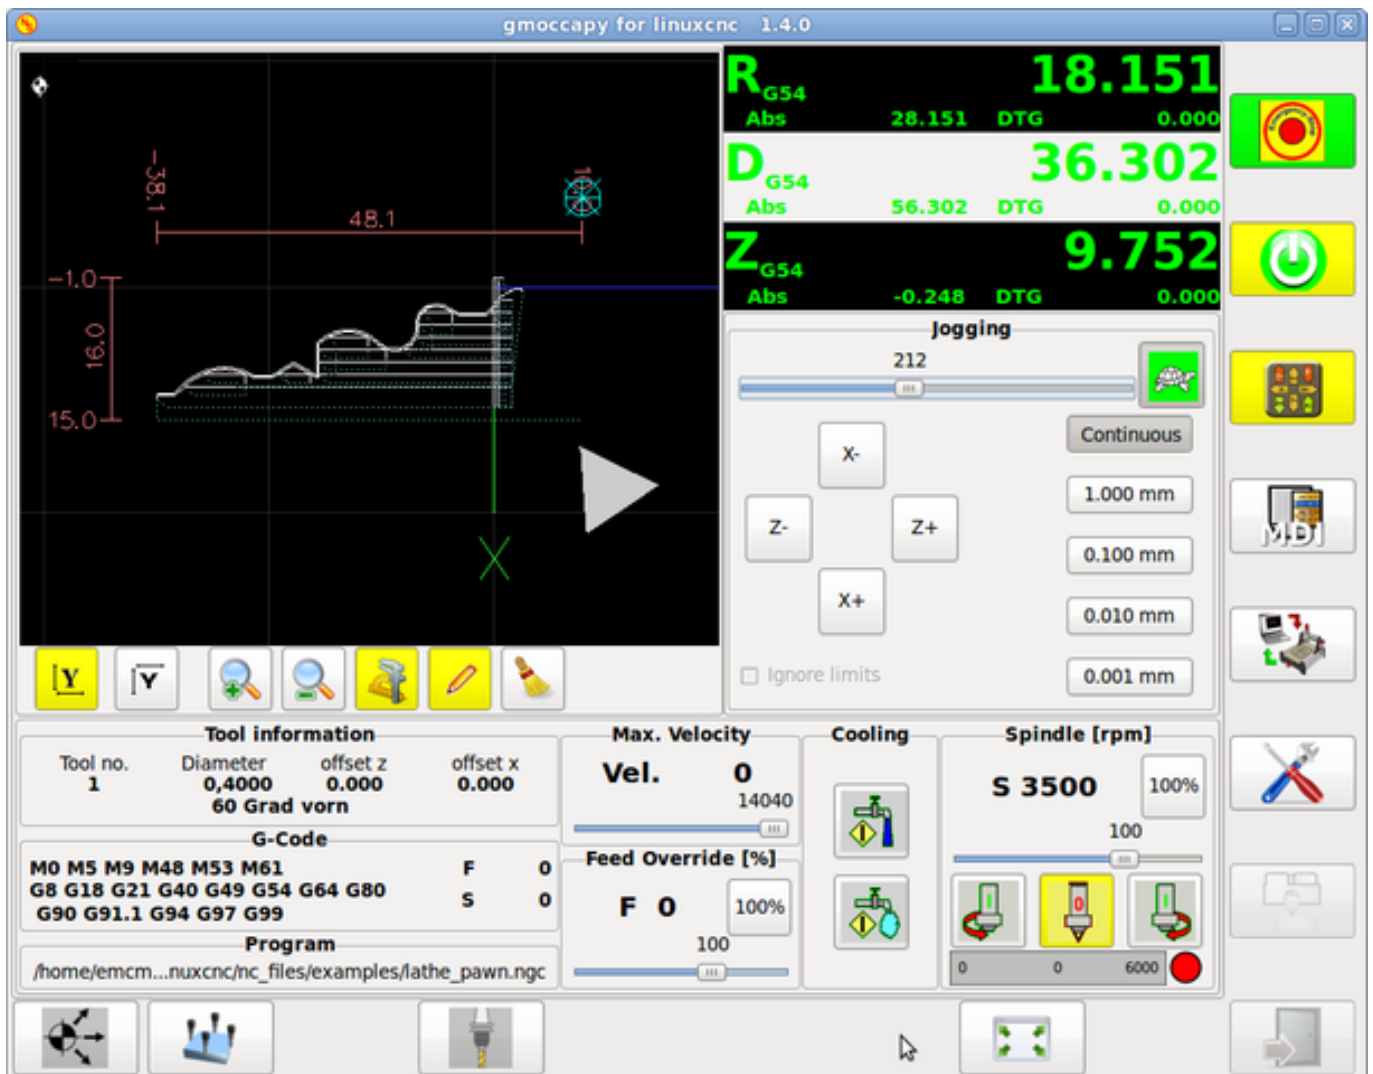 gmoccapy for linuxcnc 1.4.0
R G54 18.151
Abs 28.151 DTG 0.000
D G54 36.302
Abs 56.302 DTG 0.000
Z G54 9.752
Abs -0.248 DTG 0.000
-38.1
48.1
-1.0
16.0
15.0
X
Jogging
212
Continuous
X-
1.000 mm
Z- Z+
0.100 mm
X+
0.010 mm
Ignore limits
0.001 mm
Y Y
Emergency Stop
MDI
Tool information
Tool no. Diameter offset z offset x
1 0,4000 0.000 0.000
60 Grad vorn
G-Code
M0 M5 M9 M48 M53 M61
G8 G18 G21 G40 G49 G54 G64 G80
G90 G91.1 G94 G97 G99
F 0
S 0
Program
/home/emcm...nuxcnc/nc_files/examples/lathe_pawn.ngc
Max. Velocity
Vel. 0
14040
Feed Override [%]
F 0 100%
100
Cooling
Spindle [rpm]
S 3500 100%
100
0 0 6000